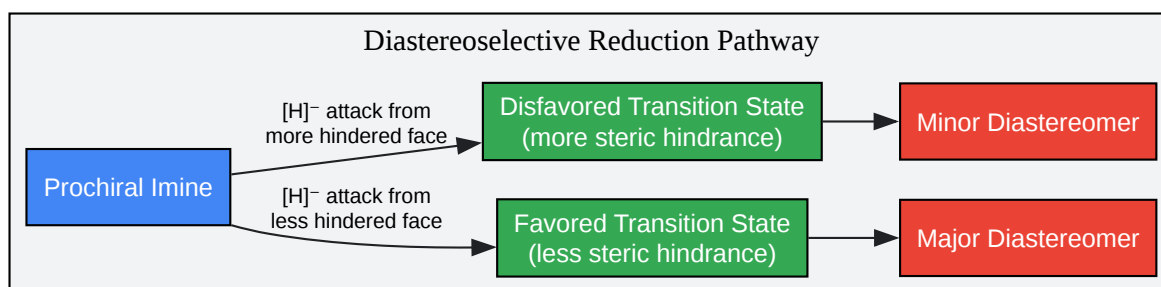 Diastereoselective Reduction Pathway
[H]⁻ attack from
more hindered face
Disfavored Transition State
(more steric hindrance)
Minor Diastereomer
Prochiral Imine
[H]⁻ attack from
less hindered face
Favored Transition State
(less steric hindrance)
Major Diastereomer